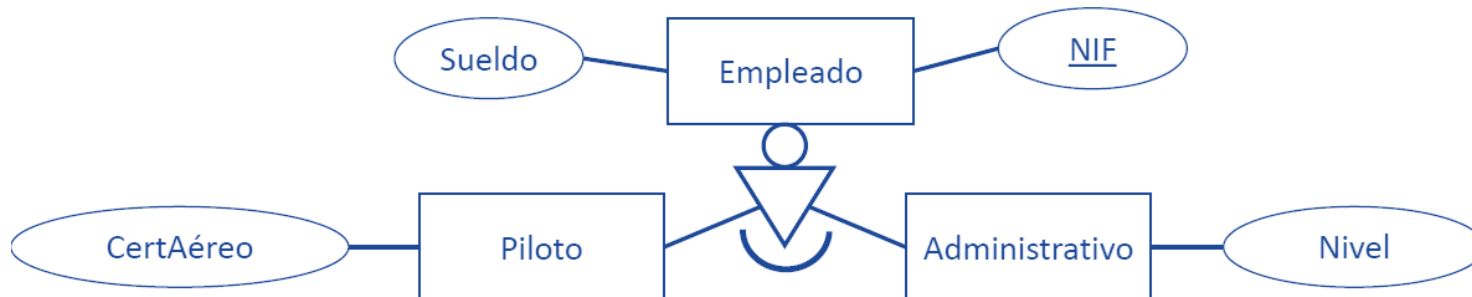 Sueldo
Empleado
NIF
CertAéreo
Piloto
Administrativo
Nivel